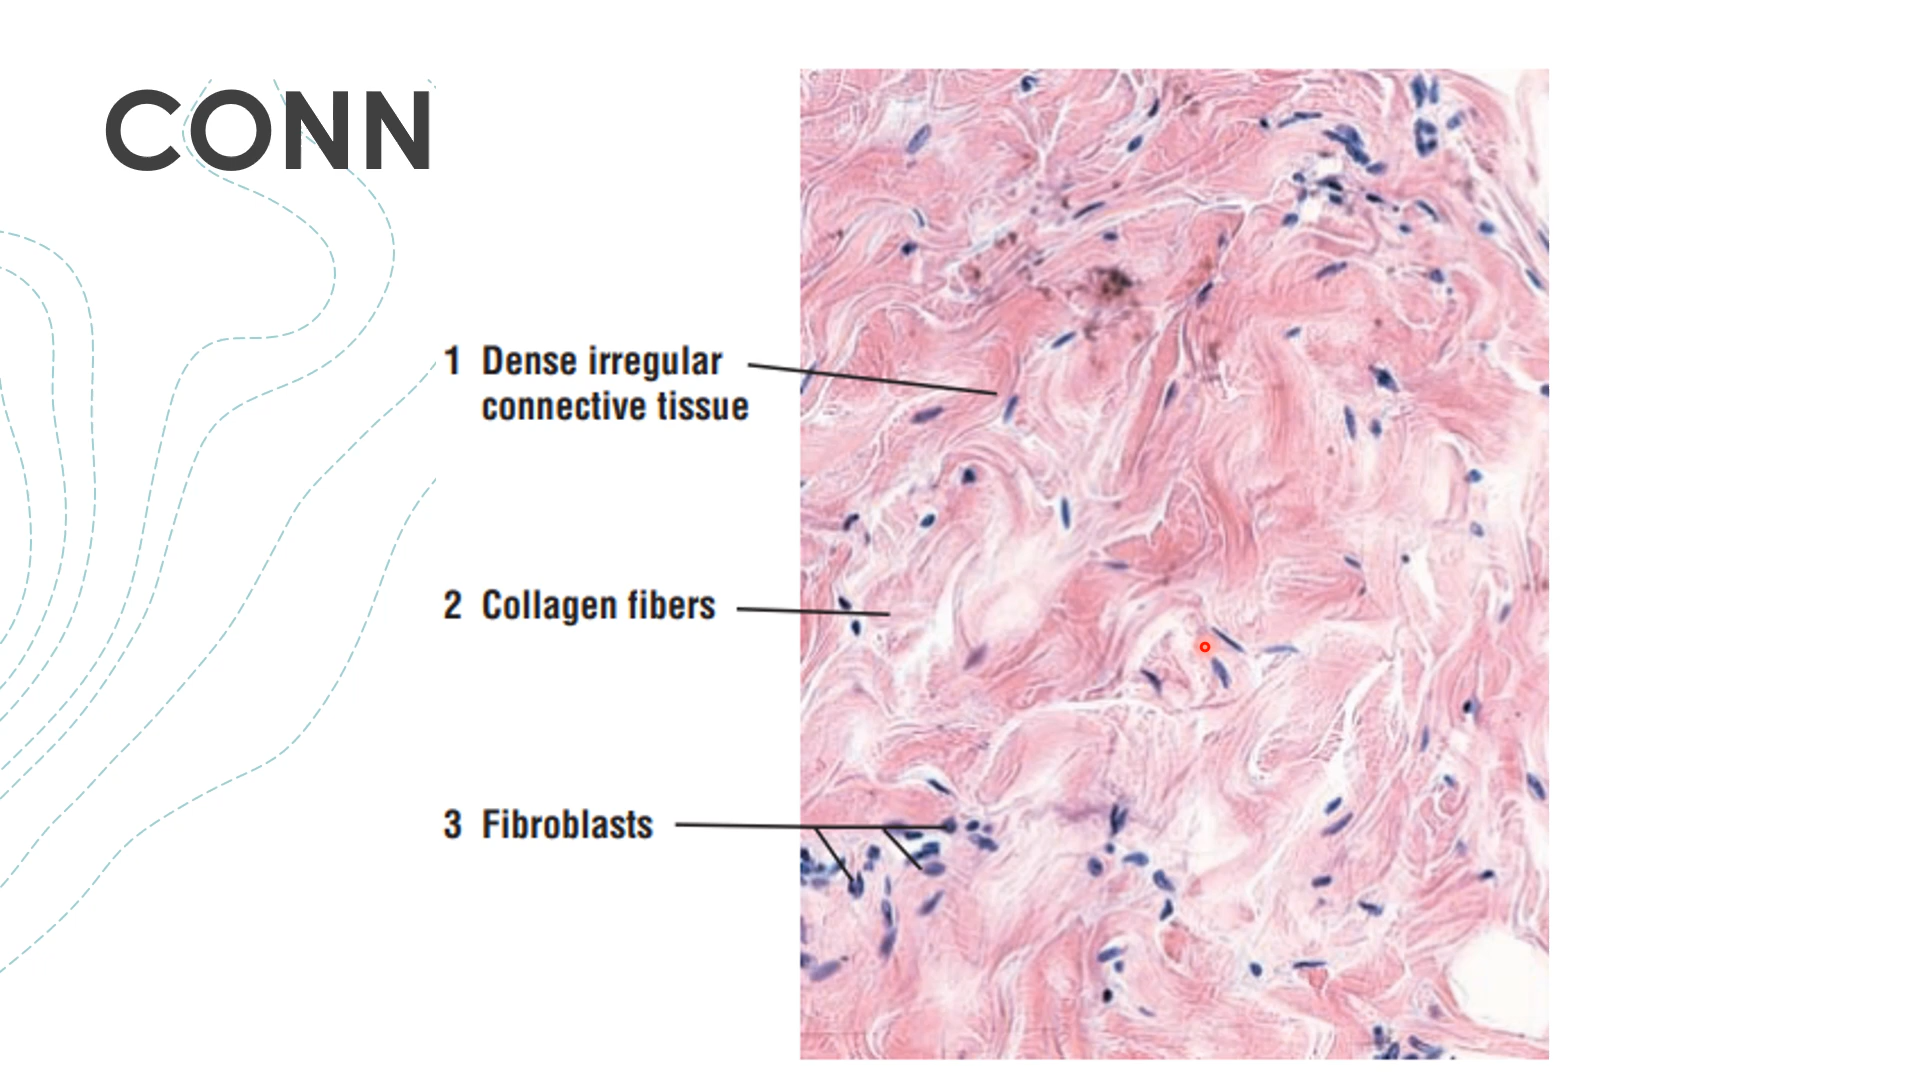 CONN
1 Dense irregular
connective tissue
2 Collagen fibers
3 Fibroblasts